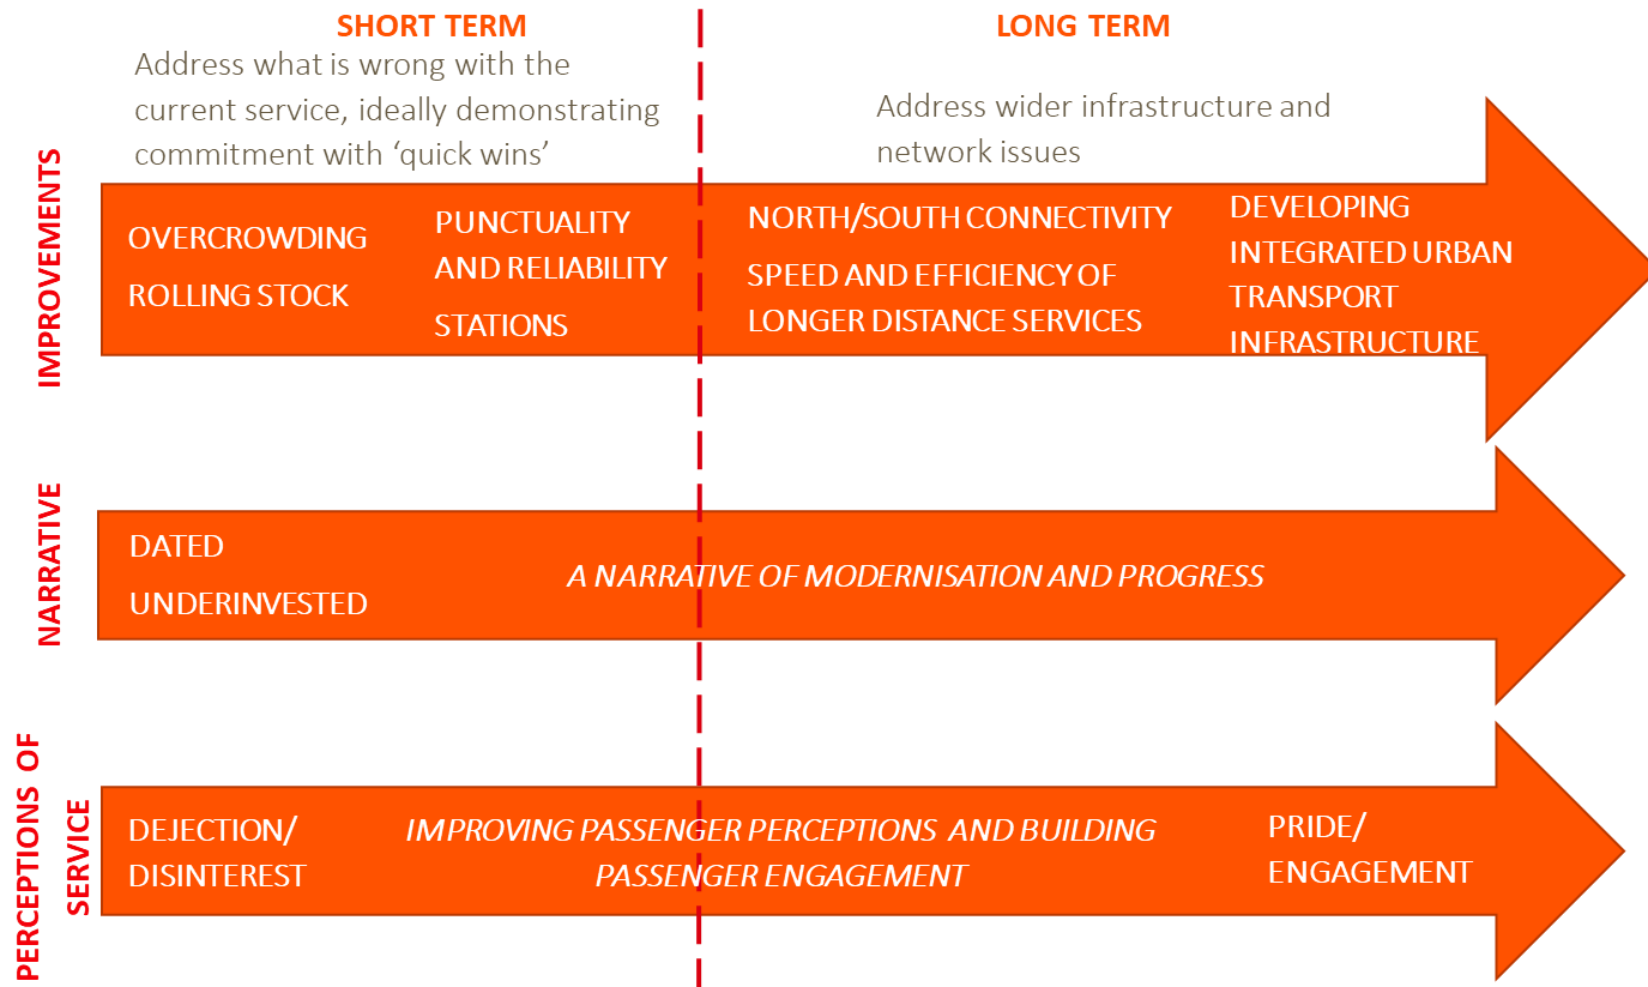 SHORT TERM
Address what is wrong with the
current service, ideally demonstrating
commitment with ‘quick wins’
LONG TERM
Address wider infrastructure and
network issues
IMPROVEMENTS
OVERCROWDING
ROLLING STOCK
PUNCTUALITY
AND RELIABILITY
STATIONS
NORTH/SOUTH CONNECTIVITY
SPEED AND EFFICIENCY OF
LONGER DISTANCE SERVICES
DEVELOPING
INTEGRATED URBAN
TRANSPORT
INFRASTRUCTURE
NARRATIVE
DATED
UNDERINVESTED
A NARRATIVE OF MODERNISATION AND PROGRESS
PERCEPTIONS OF
SERVICE
DEJECTION/
DISINTEREST
IMPROVING PASSENGER PERCEPTIONS AND BUILDING
PASSENGER ENGAGEMENT
PRIDE/
ENGAGEMENT